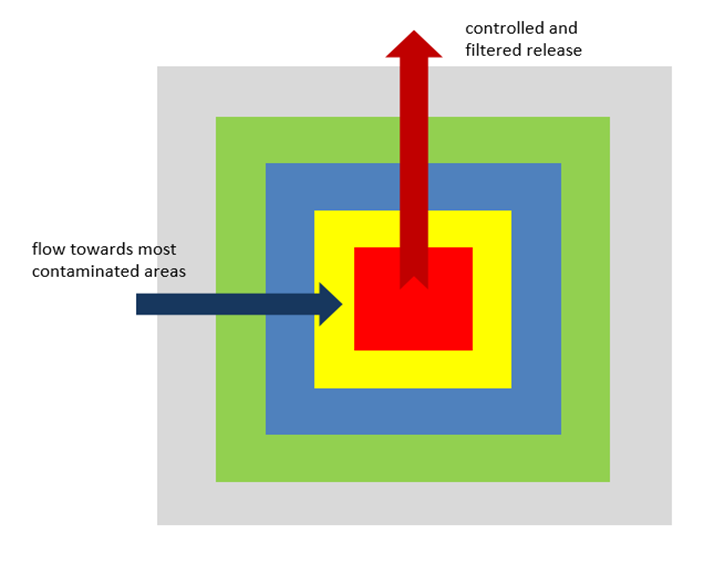 controlled and
filtered release
flow towards most
contaminated areas